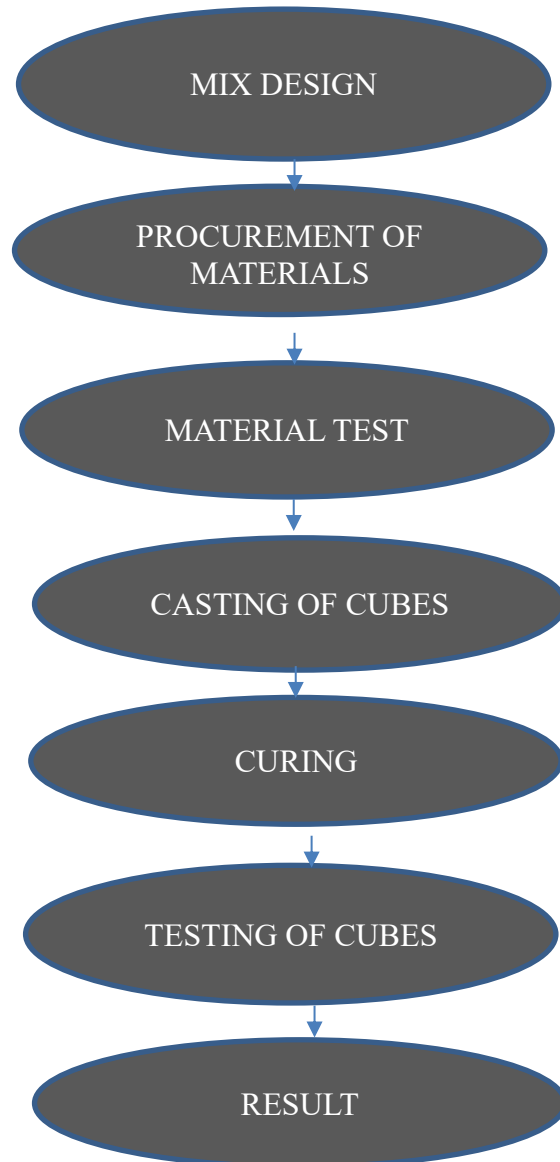 MIX DESIGN
PROCUREMENT OF
MATERIALS
MATERIAL TEST
CASTING OF CUBES
CURING
TESTING OF CUBES
RESULT